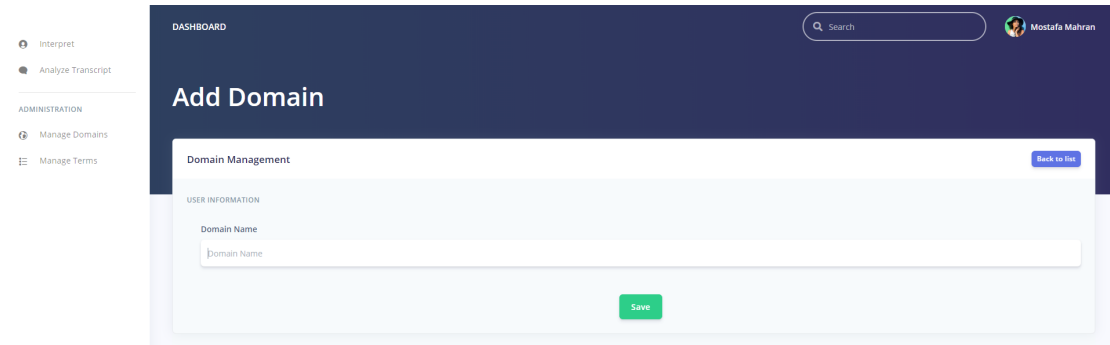 DASHBOARD
Search
Mostafa Mahran
Interpret
Analyze Transcript
ADMINISTRATION
Manage Domains
Manage Terms
Add Domain
Domain Management
Back to list
USER INFORMATION
Domain Name
Domain Name
Save